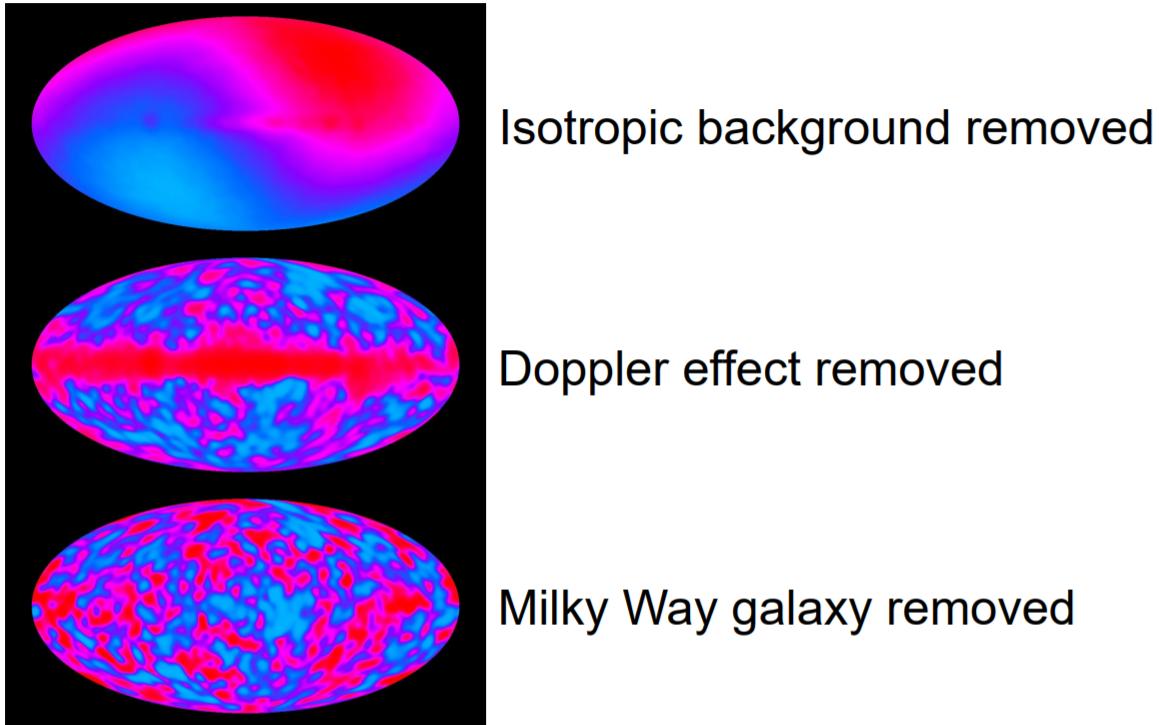 Isotropic background removed
Doppler effect removed
Milky Way galaxy removed